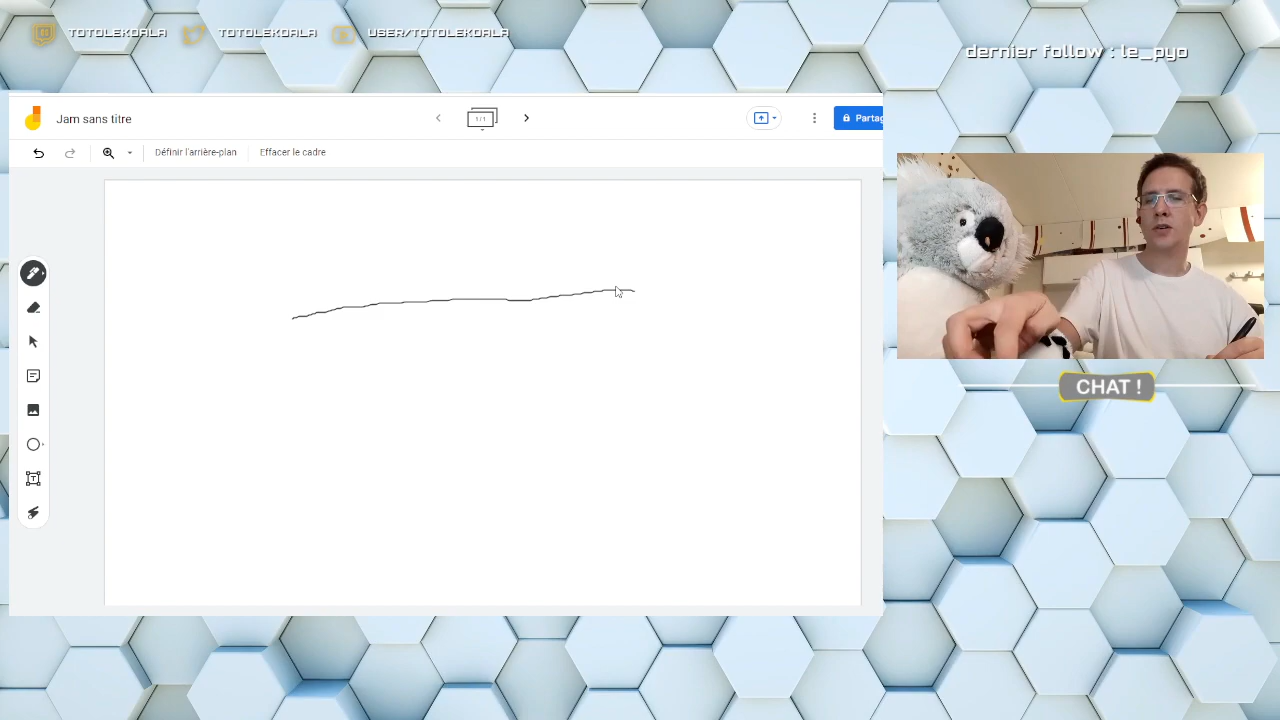 TOTOLEKOALA TOTOLEKOALA USER/TOTOLEKOALA
dernier follow : le_pyo
Jam sans titre
1/1
Partag
Définir l'arrière-plan Effacer le cadre
CHAT !